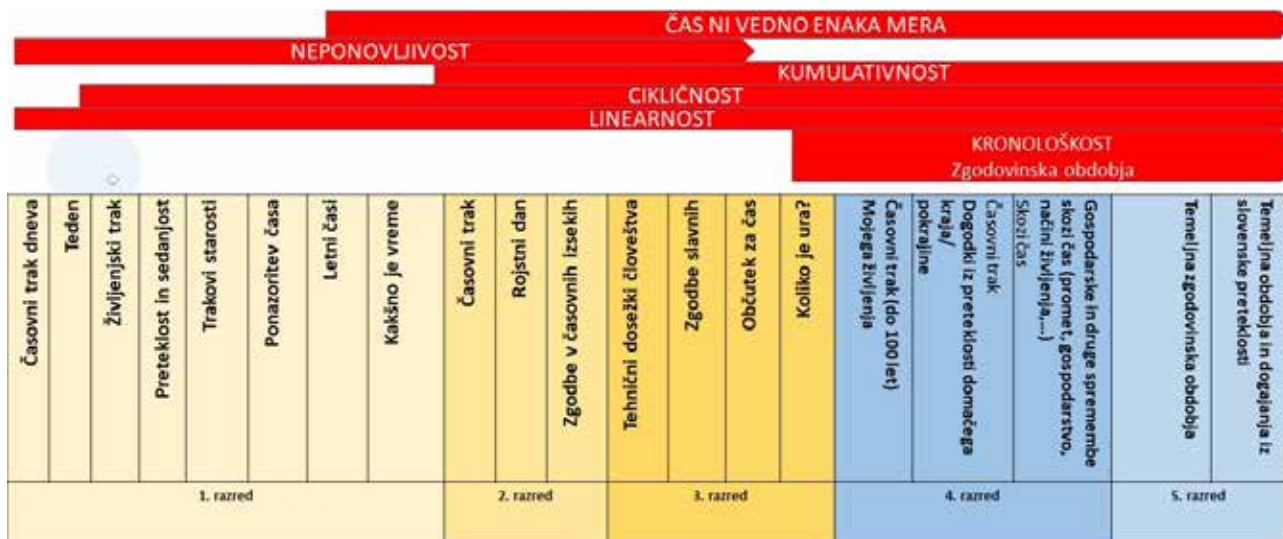 ČAS NI VEDNO ENAKA MERA
NEPONOVLJIVOST
KUMULATIVNOST
CIKLIČNOST
LINEARNOST
KRONOLOŠKOST
Zgodovinska obdobja
Časovni trak dneva
Teden
Življenjski trak
Preteklost in sedanjost
Trakovi starosti
Ponazoritev časa
Letni časi
Kakšno je vreme
Časovni trak
Rojstni dan
Zgodbe v časovnih izsekih
Tehnični dosežki človeštva
Zgodbe slavnih
Občutek za čas
Koliko je ura?
Časovni trak (do 100 let)
Mojega življenja
Časovni trak
Dogodki iz preteklosti domačega
kraja/
pokrajine
Gospodarske in druge spremembe
skozi čas (promet, gospodarstvo,
načini življenja,...)
Skozi čas
Temeljna zgodovinska obdobja
Temeljna obdobja in dogajanja iz
slovenske preteklosti
1. razred
2. razred
3. razred
4. razred
5. razred